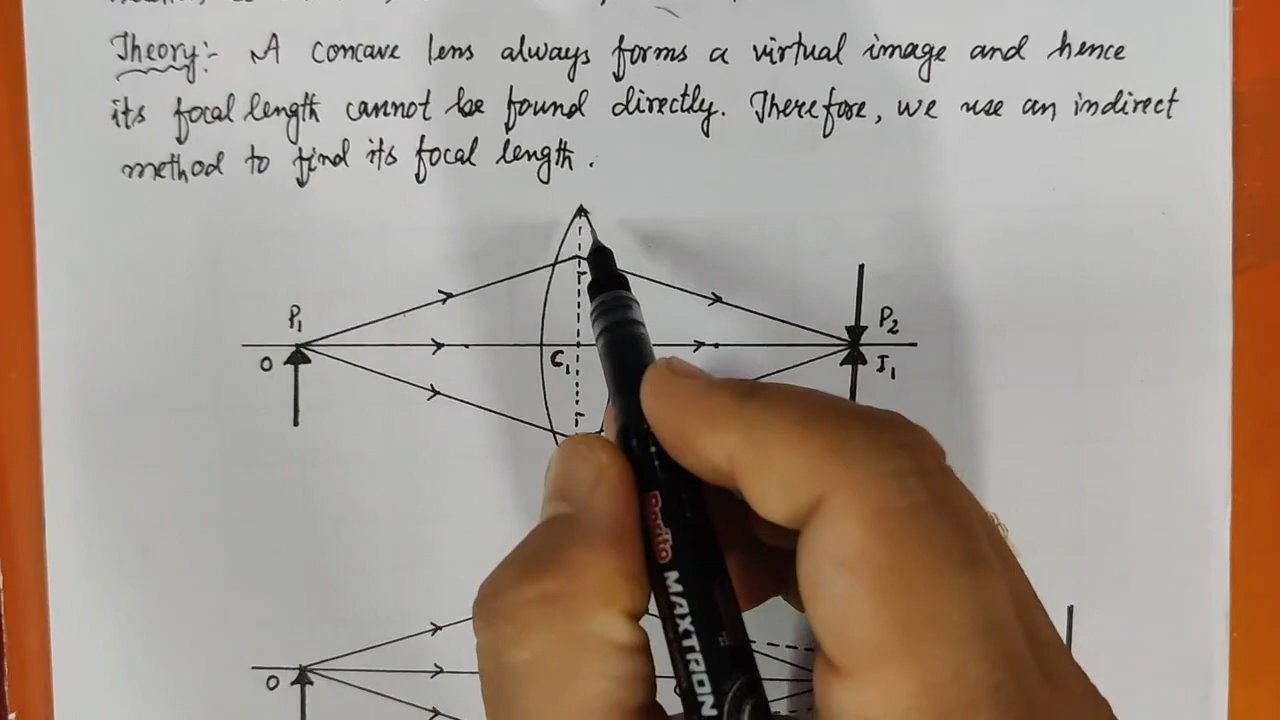 Theory:- A concave lens always forms a virtual image and hence
its focal length cannot be found directly. Therefore, we use an indirect
method to find its focal length.
P1
P2
O
C1
I1
O
MAXTRON